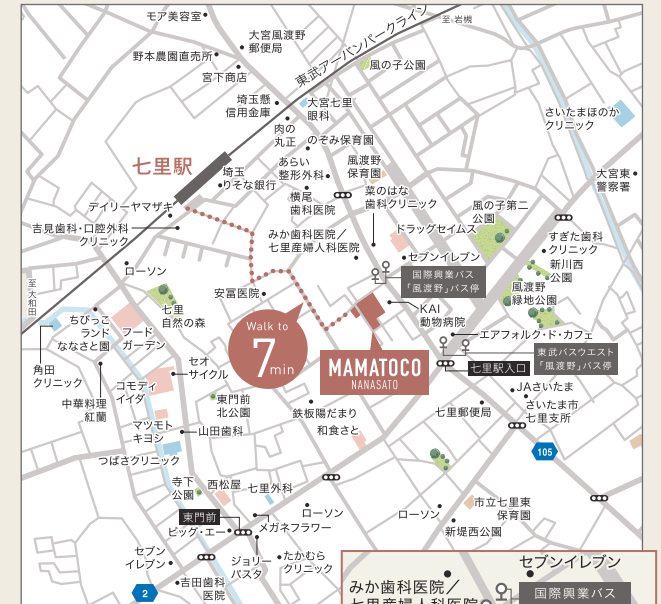 モア美容室
大宮風渡野
郵便局
野本農園直売所
宮下商店
東武アーバンパークライン
至 岩槻
風の子公園
埼玉懸
信用金庫
大宮七里
眼科
肉の
丸正
のぞみ保育園
さいたまほのか
クリニック
七里駅
埼玉
りそな銀行
あらい
整形外科
風渡野
保育園
横尾
歯科医院
菜のはな
歯科クリニック
大宮東
警察署
デイリーヤマザキ
吉見歯科・口腔外科
クリニック
みか歯科医院／
七里産婦人科医院
ドラッグセイムス
風の子第二
公園
すぎた歯科
クリニック
セブンイレブン
国際興業バス
「風渡野」バス停
新川西
公園
風渡野
緑地公園
至 大和田
ローソン
七里
自然の森
安冨医院
KAI
動物病院
エアフォルク・ド・カフェ
東武バスウエスト
「風渡野」バス停
七里駅入口
ちびっこ
ランド
ななさと園
フード
ガーデン
Walk to
7min
MAMATOCO
NANASATO
角田
クリニック
セオ
サイクル
コモディ
イイダ
中華料理
紅蘭
東門前
北公園
鉄板陽だまり
和食さと
七里郵便局
JAさいたま
さいたま市
七里支所
マツモト
キヨシ
山田歯科
つばさクリニック
105
寺下
公園
西松屋
七里外科
東門前
ビッグ・エー
メガネフラワー
ローソン
ローソン
市立七里東
保育園
新堤西公園
セブン
イレブン
ジョリー
パスタ
たかむら
クリニック
2
吉田歯科
医院
セブンイレブン
みか歯科医院／
七里産婦人科医院
国際興業バス